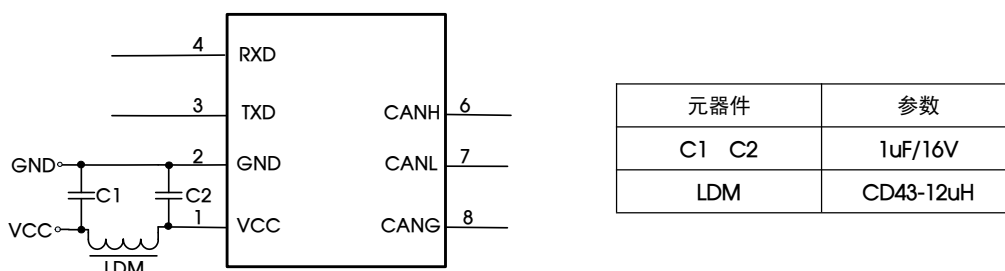 4 RXD
3 TXD
CANH 6
GND 2 GND
CANL 7
C1 C2
VCC 1 VCC
CANG 8
LDM
元器件 参数
C1 C2 1uF/16V
LDM CD43-12uH